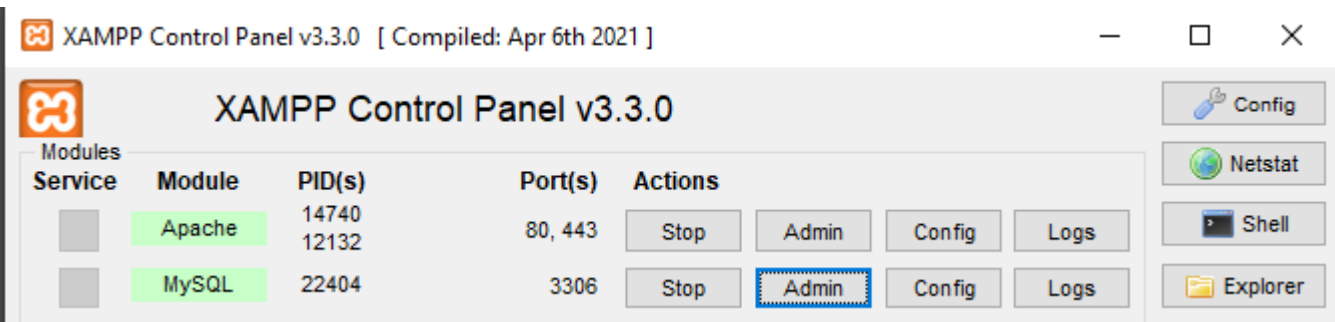 XAMPP Control Panel v3.3.0 [ Compiled: Apr 6th 2021 ]
XAMPP Control Panel v3.3.0
Config
Modules
Netstat
Service Module PID(s) Port(s) Actions
Apache 14740 12132 80, 443 Stop Admin Config Logs
Shell
MySQL 22404 3306 Stop Admin Config Logs
Explorer